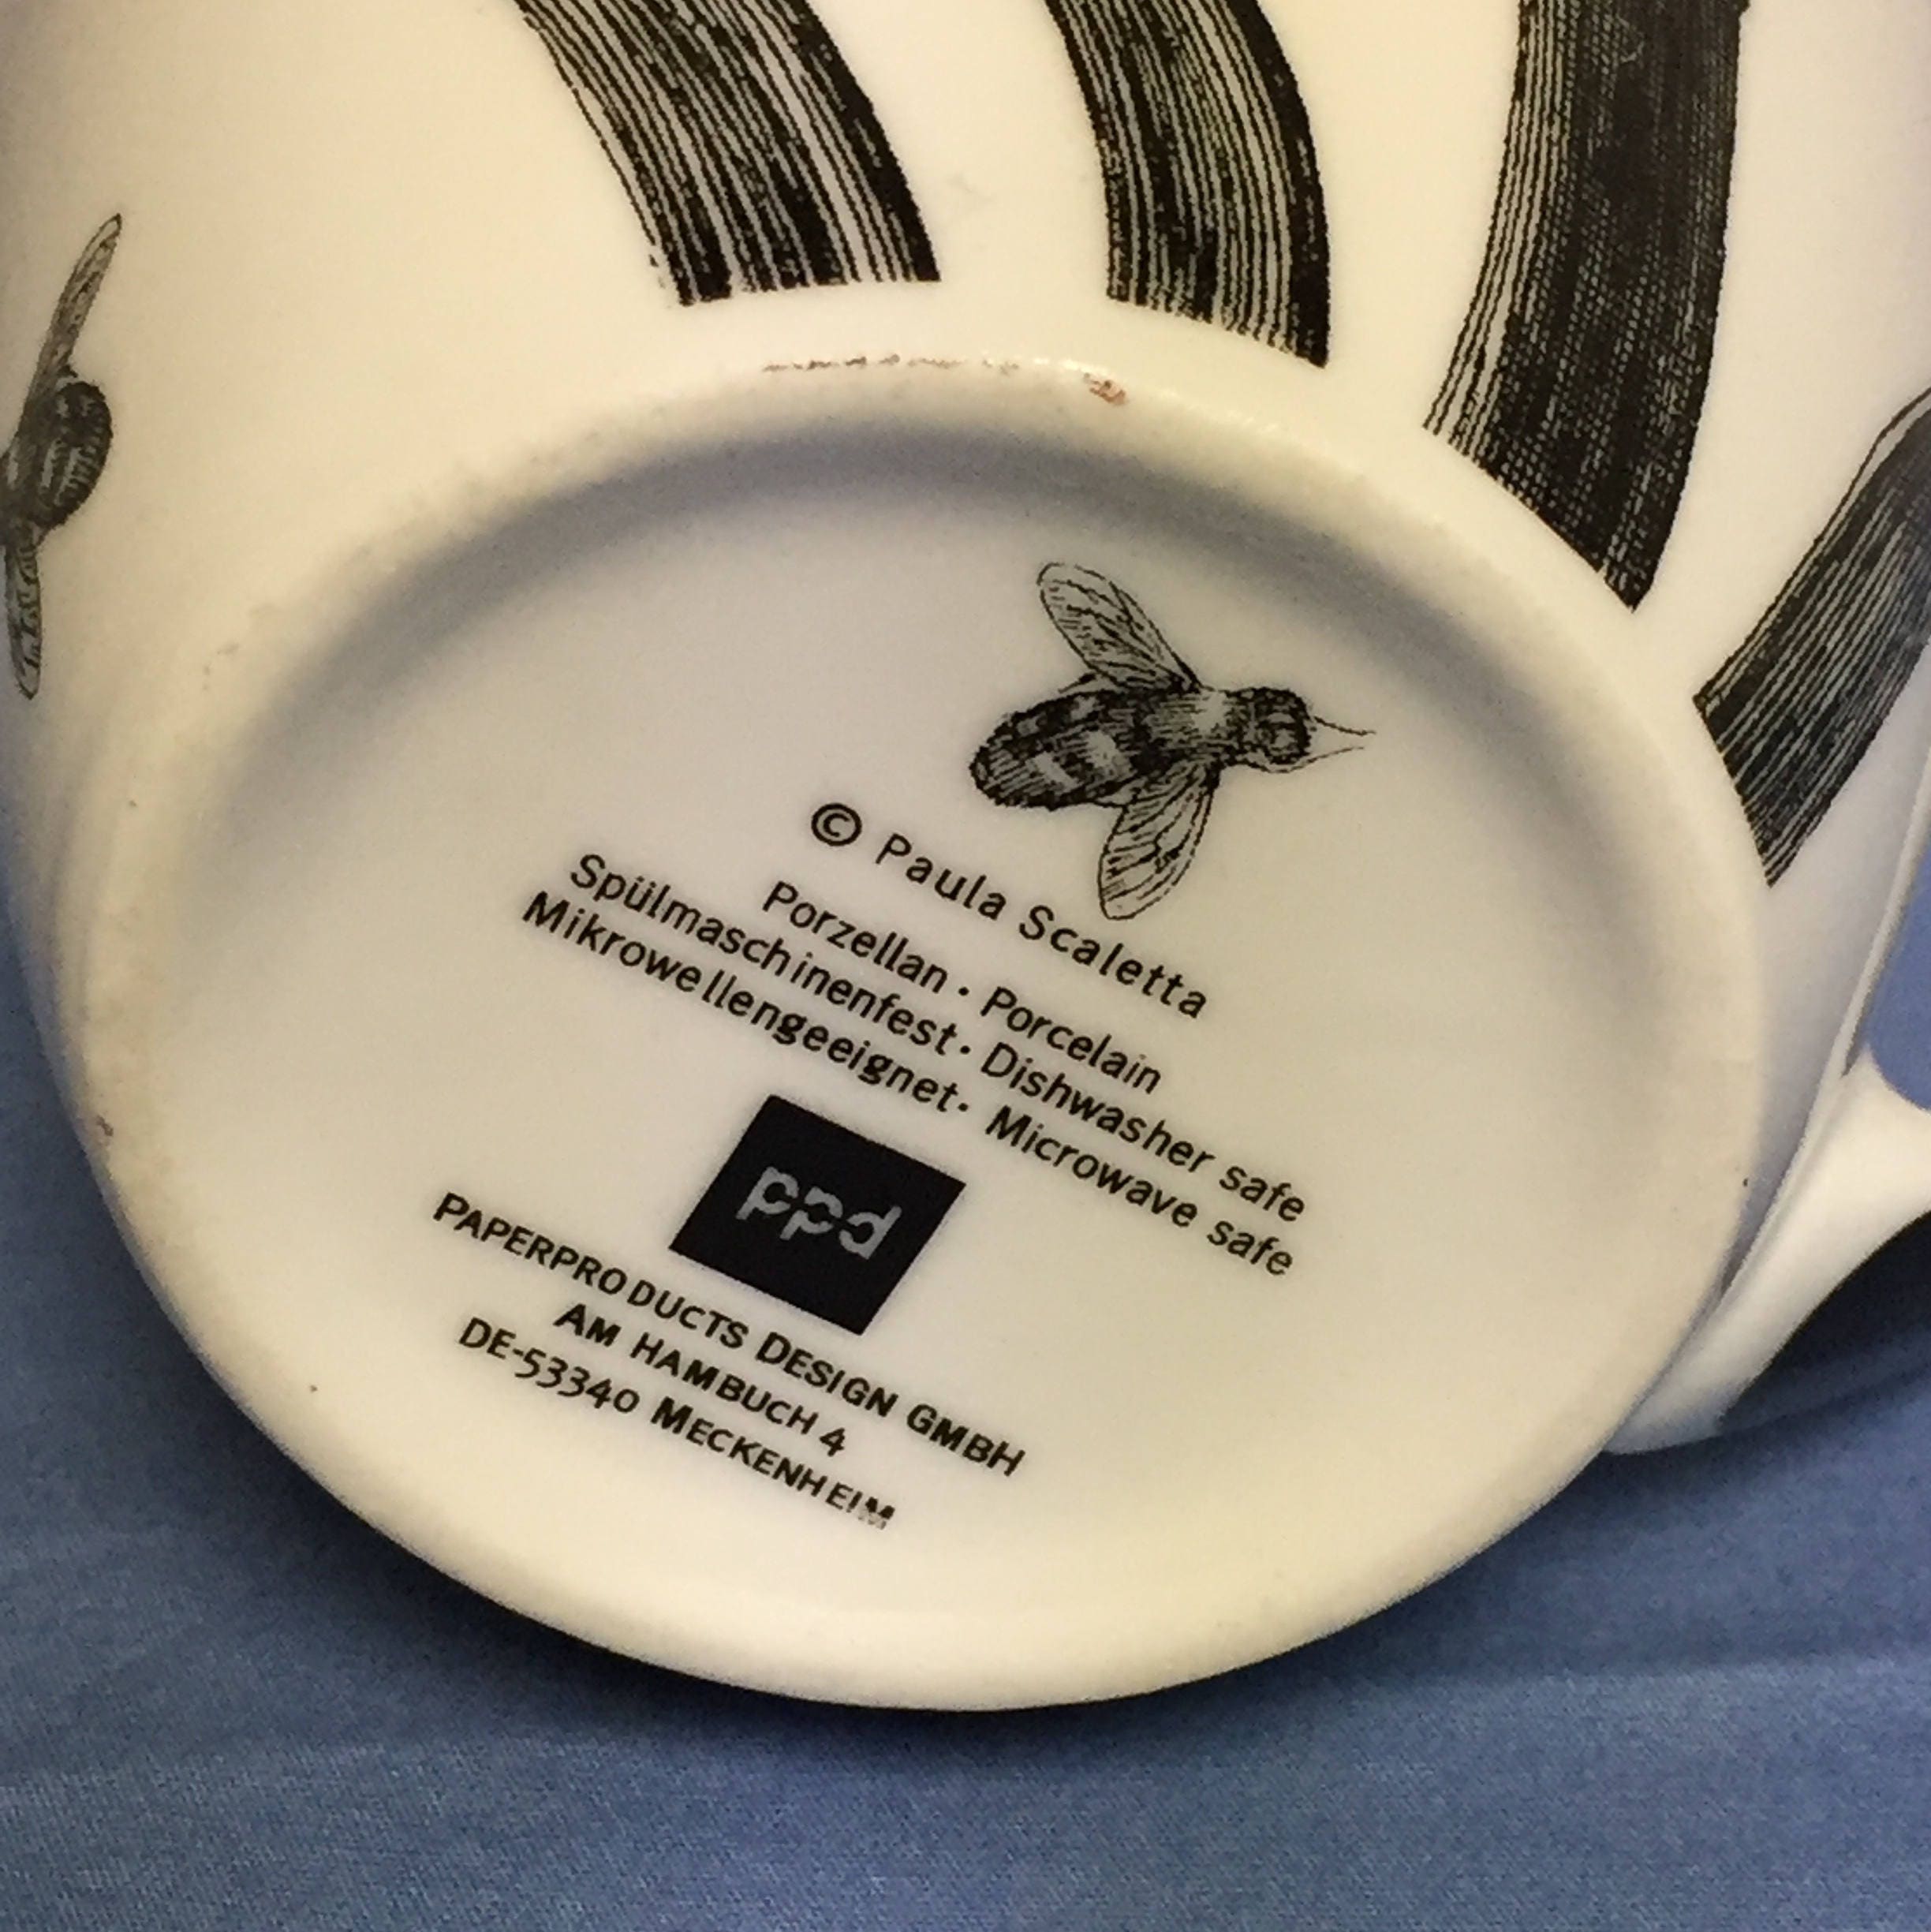 © Paula Scaletta
Porzellan · Porcelain
Spülmaschinenfest · Dishwasher safe
Mikrowellengeeignet · Microwave safe
ppd
PAPERPRODUCTS DESIGN GMBH
AM HAMBUCH 4
DE-53340 MECKENHEIM